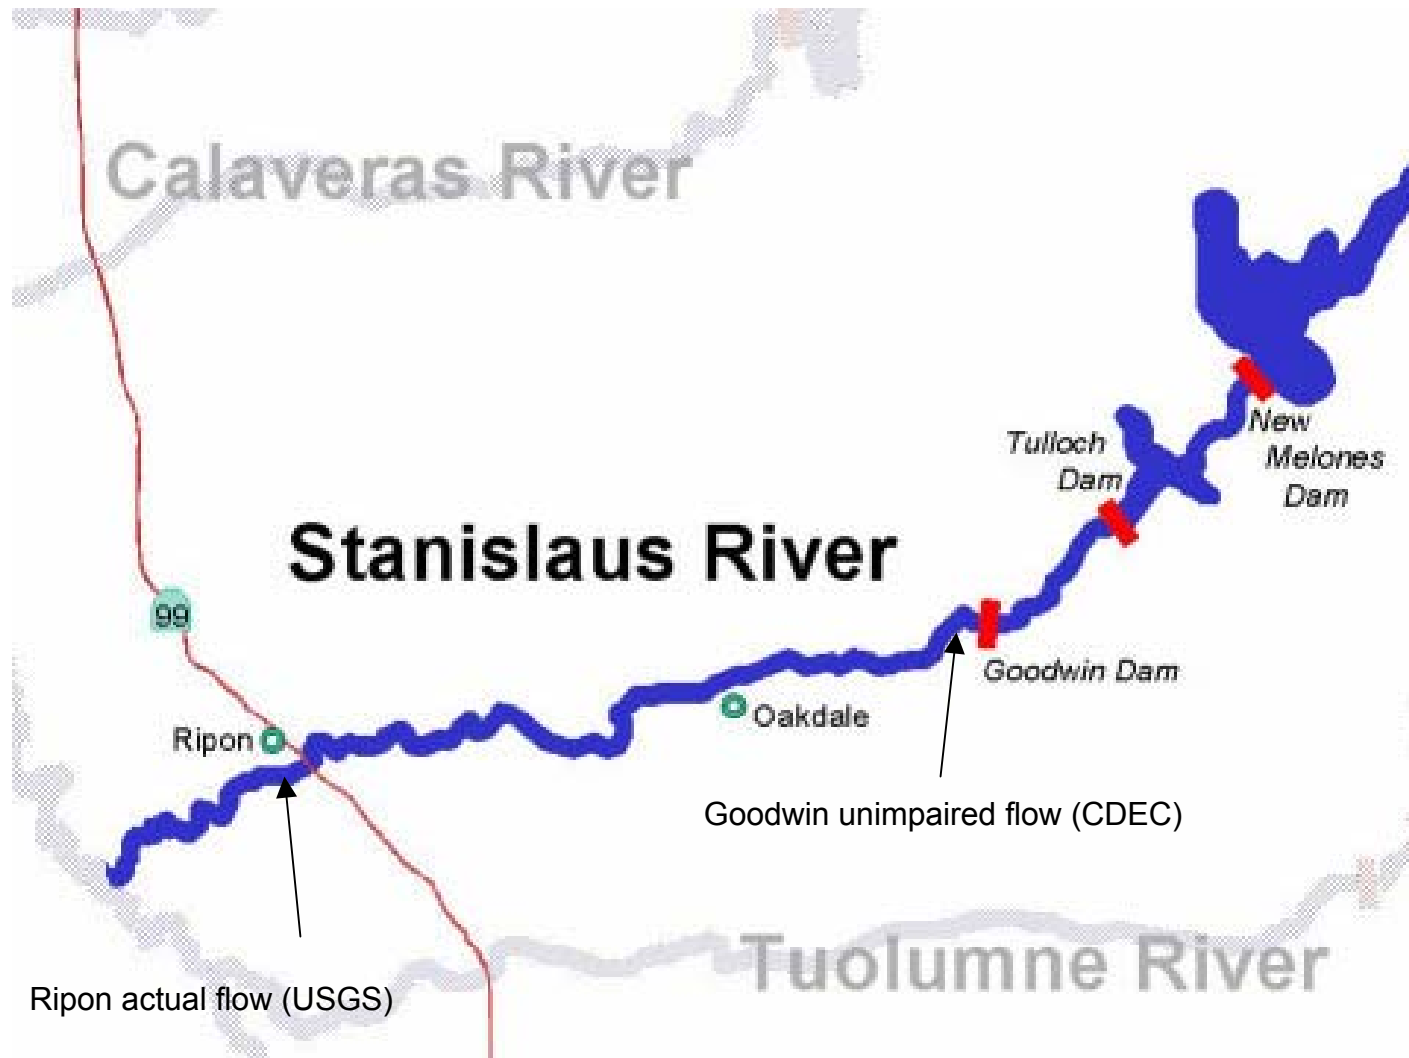 Calaveras River
New
Melones
Dam
Tulloch
Dam
Stanislaus River
99
Goodwin Dam
Oakdale
Ripon
Goodwin unimpaired flow (CDEC)
Tuolumne River
Ripon actual flow (USGS)